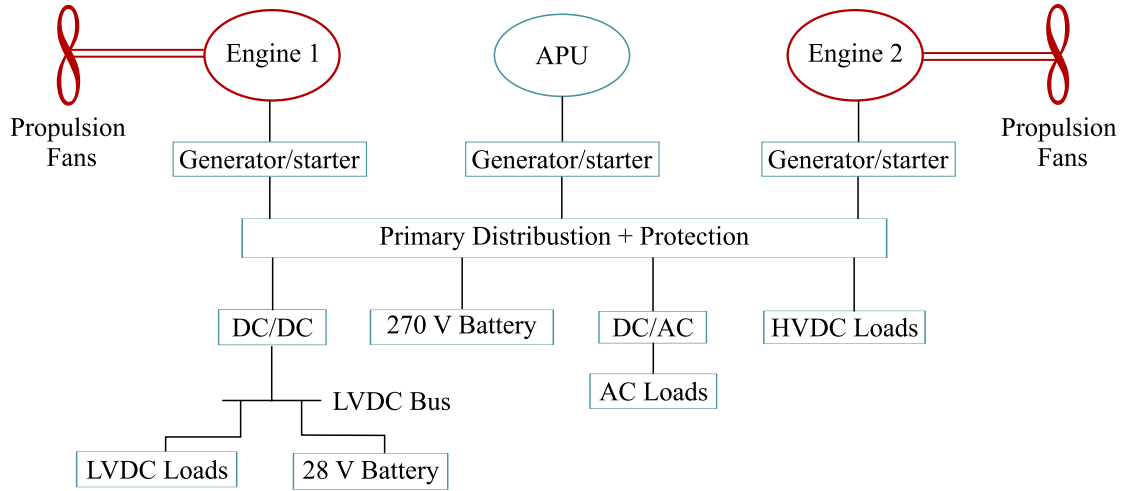 Engine 1
APU
Engine 2
Propulsion
Fans
Propulsion
Fans
Generator/starter
Generator/starter
Generator/starter
Primary Distribustion + Protection
DC/DC
270 V Battery
DC/AC
HVDC Loads
AC Loads
LVDC Bus
LVDC Loads
28 V Battery